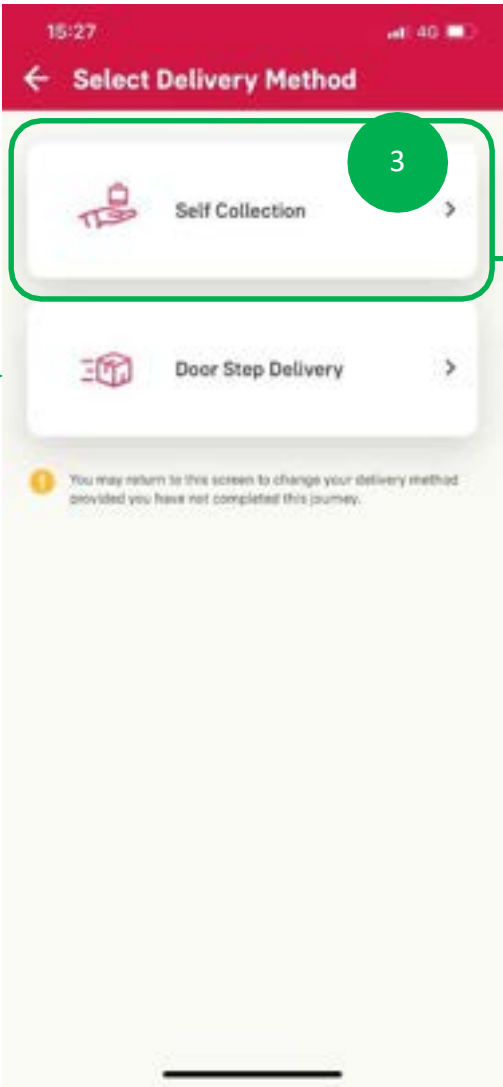 15:27 4G
Select Delivery Method
3
Self Collection
Door Step Delivery
You may return to this screen to change your delivery method
provided you have not completed this journey.